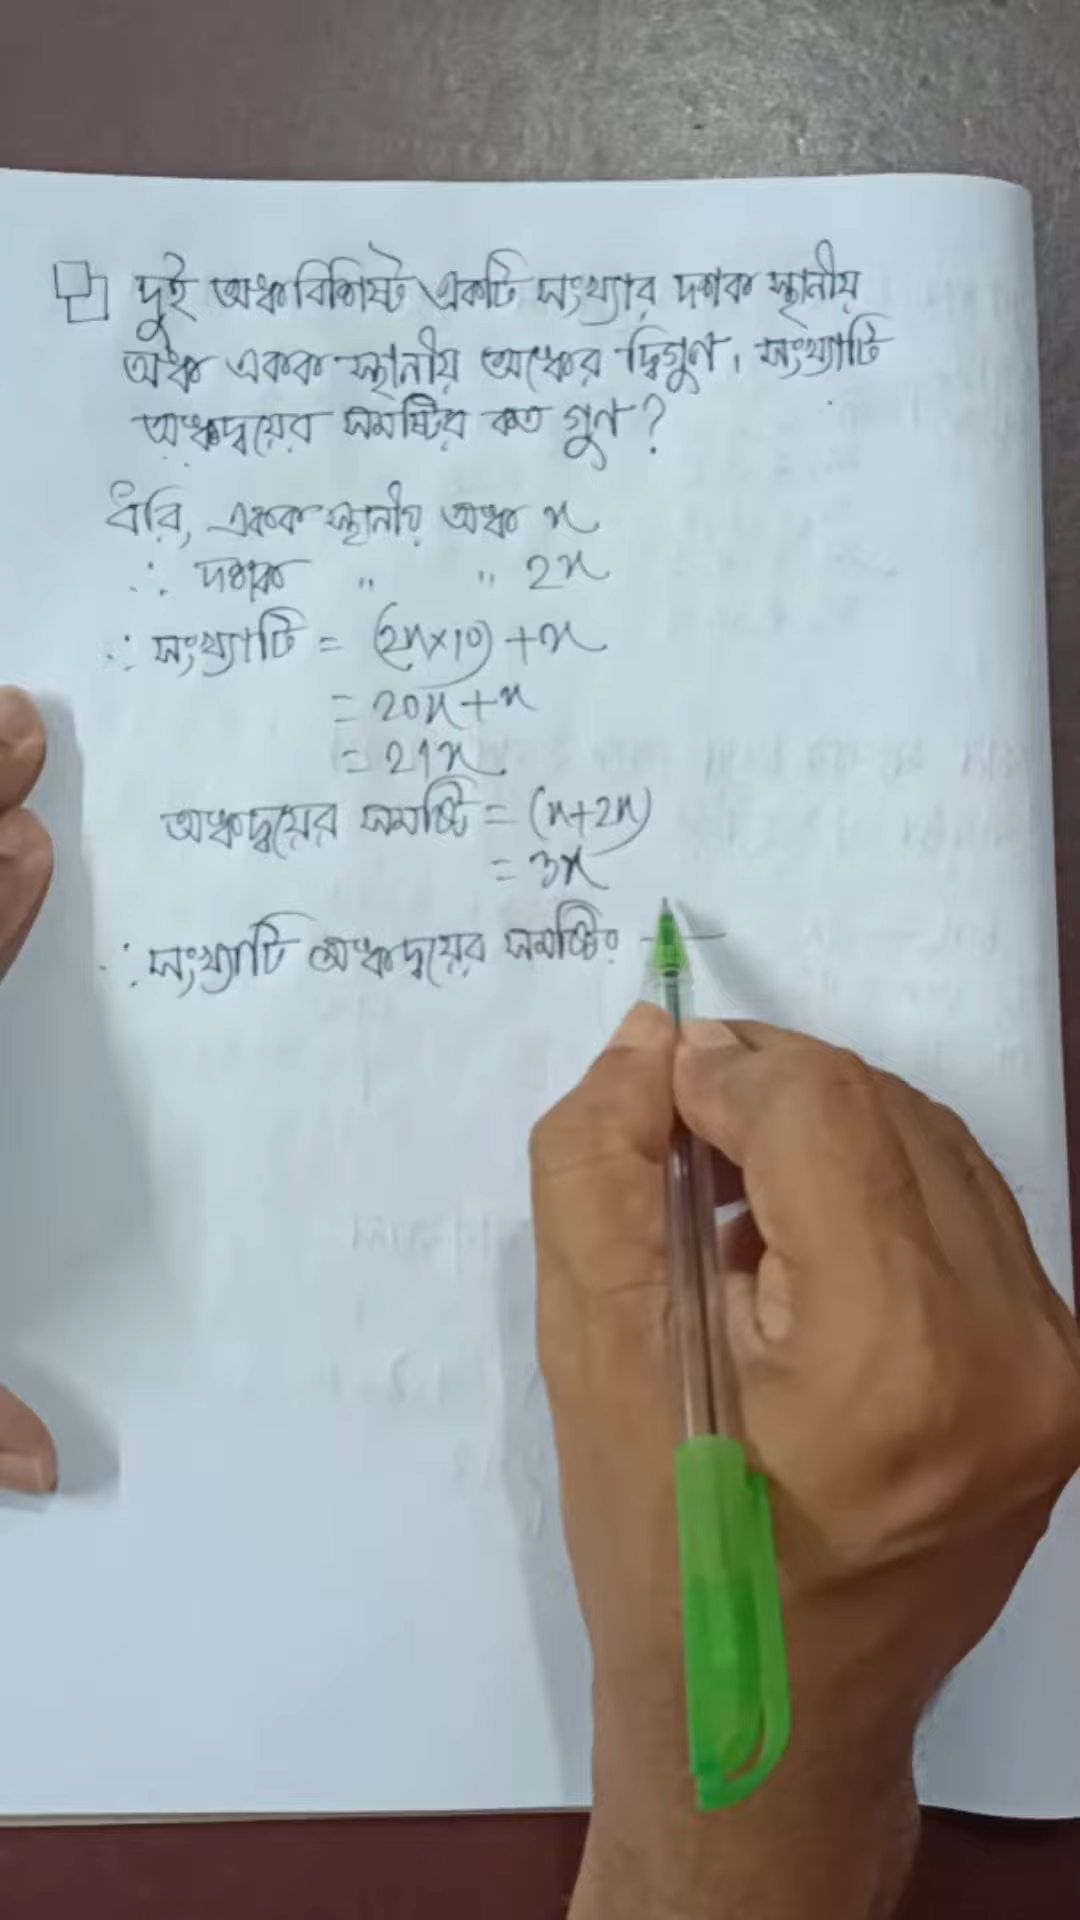 দুই অঙ্কবিশিষ্ট একটি সংখ্যার দশক স্থানীয়
অঙ্ক একক স্থানীয় অঙ্কের দ্বিগুণ। সংখ্যাটি
অঙ্কদ্বয়ের সমষ্টির কত গুণ?
ধরি, একক স্থানীয় অঙ্ক x
∴ দশক " " 2x
∴ সংখ্যাটি = (2x×10)+x
= 20x+x
= 21x
অঙ্কদ্বয়ের সমষ্টি = (x+2x)
= 3x
∴ সংখ্যাটি অঙ্কদ্বয়ের সমষ্টির